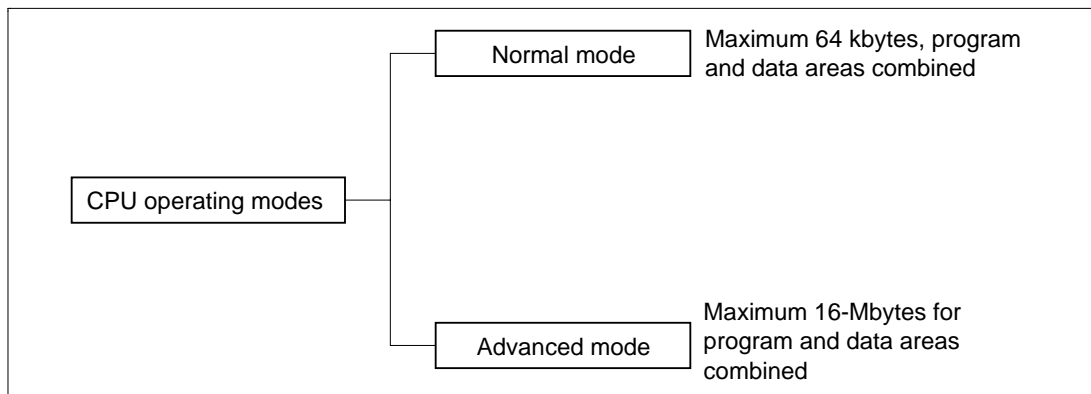 Normal mode
Maximum 64 kbytes, program
and data areas combined
CPU operating modes
Advanced mode
Maximum 16-Mbytes for
program and data areas
combined